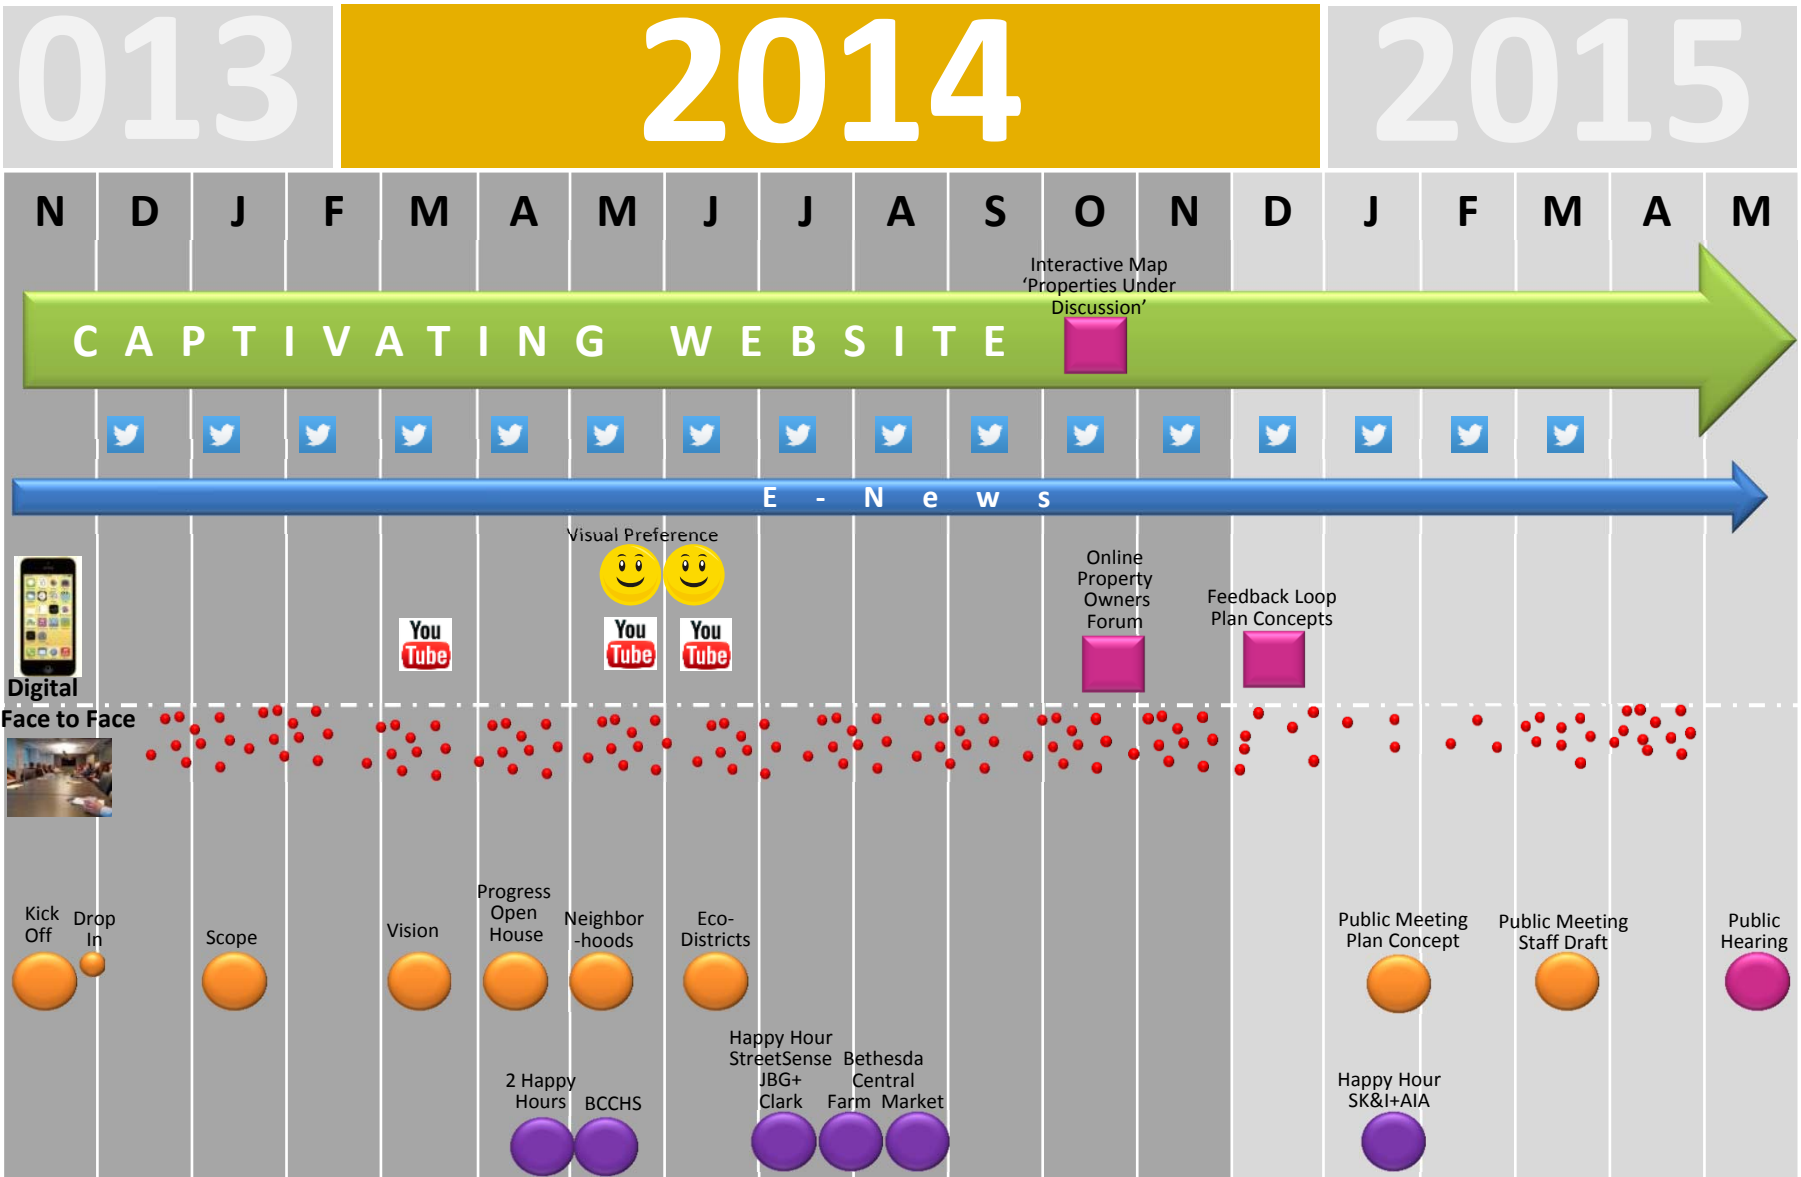 013
2014
2015
N D J F M A M J J A S O N D J F M A M
Interactive Map
‘Properties Under
Discussion’
CAPTIVATING WEBSITE
E-News
Visual Preference
Online
Property
Owners
Forum
Feedback Loop
Plan Concepts
You
Tube
You
Tube
You
Tube
Digital
Face to Face
Kick
Off
Drop
In
Scope
Vision
Progress
Open
House
Neighbor
-hoods
Eco-
Districts
Public Meeting
Plan Concept
Public Meeting
Staff Draft
Public
Hearing
2 Happy
Hours
BCCHS
Happy Hour
StreetSense
JBG+
Clark
Bethesda
Central
Farm Market
Happy Hour
SK&I+AIA